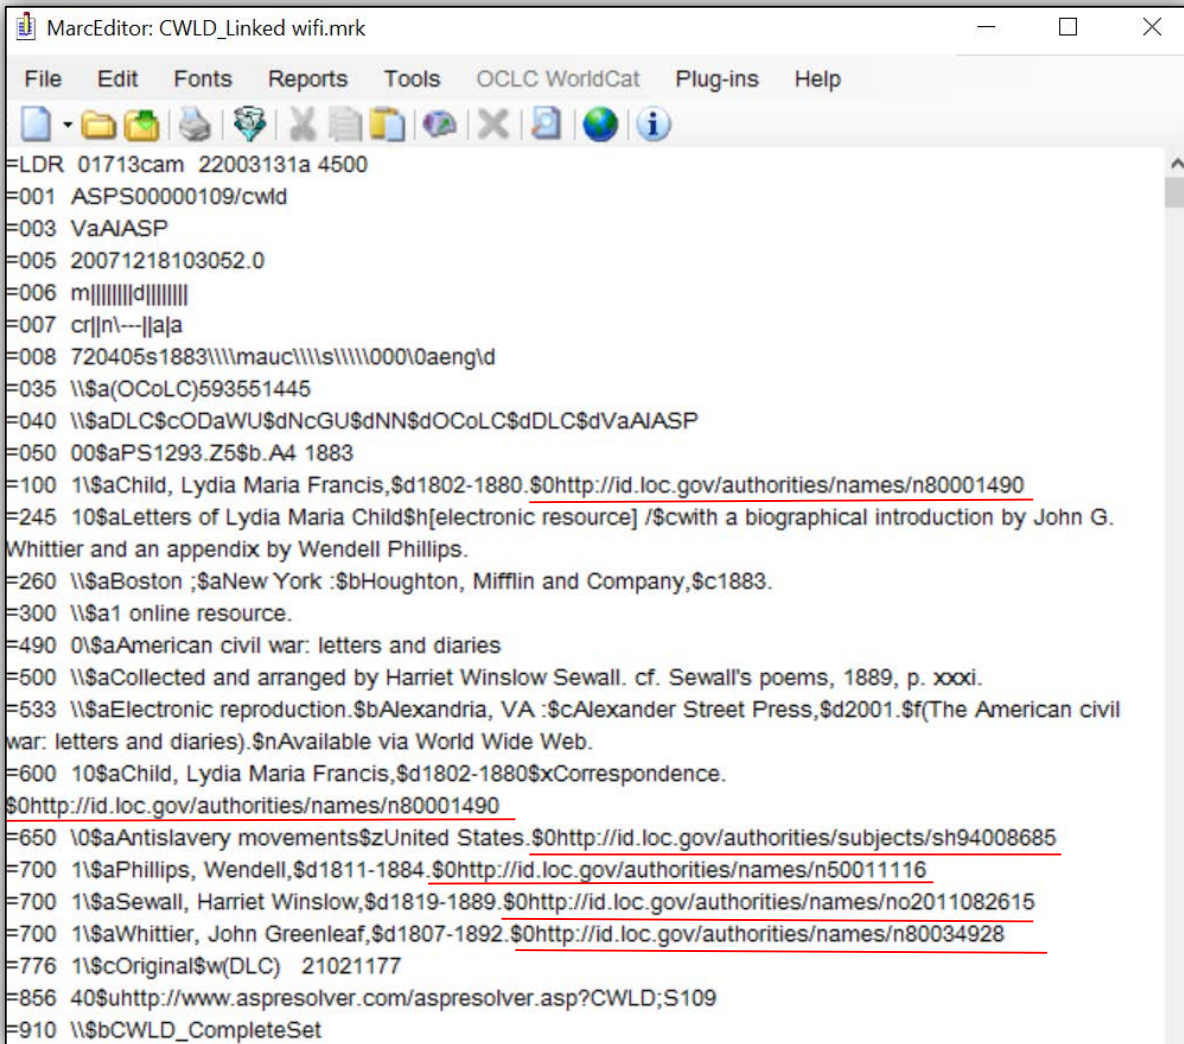 MarcEditor: CWLD_Linked wifi.mrk
File Edit Fonts Reports Tools OCLC WorldCat Plug-ins Help
=LDR  01713cam  22003131a 4500
=001  ASPS00000109/cwld
=003  VaAlASP
=005  20071218103052.0
=006  m||||||||d||||||||
=007  cr||n\---||a|a
=008  720405s1883\\\\mauc\\\\s\\\\\000\0aeng\d
=035  \\$a(OCoLC)593551445
=040  \\$aDLC$cODaWU$dNcGU$dNN$dOCoLC$dDLC$dVaAlASP
=050  00$aPS1293.Z5$b.A4 1883
=100  1\$aChild, Lydia Maria Francis,$d1802-1880.$0http://id.loc.gov/authorities/names/n80001490
=245  10$aLetters of Lydia Maria Child$h[electronic resource] /$cwith a biographical introduction by John G.
Whittier and an appendix by Wendell Phillips.
=260  \\$aBoston ;$aNew York :$bHoughton, Mifflin and Company,$c1883.
=300  \\$a1 online resource.
=490  0\$aAmerican civil war: letters and diaries
=500  \\$aCollected and arranged by Harriet Winslow Sewall. cf. Sewall's poems, 1889, p. xxxi.
=533  \\$aElectronic reproduction.$bAlexandria, VA :$cAlexander Street Press,$d2001.$f(The American civil
war: letters and diaries).$nAvailable via World Wide Web.
=600  10$aChild, Lydia Maria Francis,$d1802-1880$xCorrespondence.
$0http://id.loc.gov/authorities/names/n80001490
=650  \0$aAntislavery movements$zUnited States.$0http://id.loc.gov/authorities/subjects/sh94008685
=700  1\$aPhillips, Wendell,$d1811-1884.$0http://id.loc.gov/authorities/names/n50011116
=700  1\$aSewall, Harriet Winslow,$d1819-1889.$0http://id.loc.gov/authorities/names/no2011082615
=700  1\$aWhittier, John Greenleaf,$d1807-1892.$0http://id.loc.gov/authorities/names/n80034928
=776  1\$cOriginal$w(DLC)   21021177
=856  40$uhttp://www.aspresolver.com/aspresolver.asp?CWLD;S109
=910  \\$bCWLD_CompleteSet